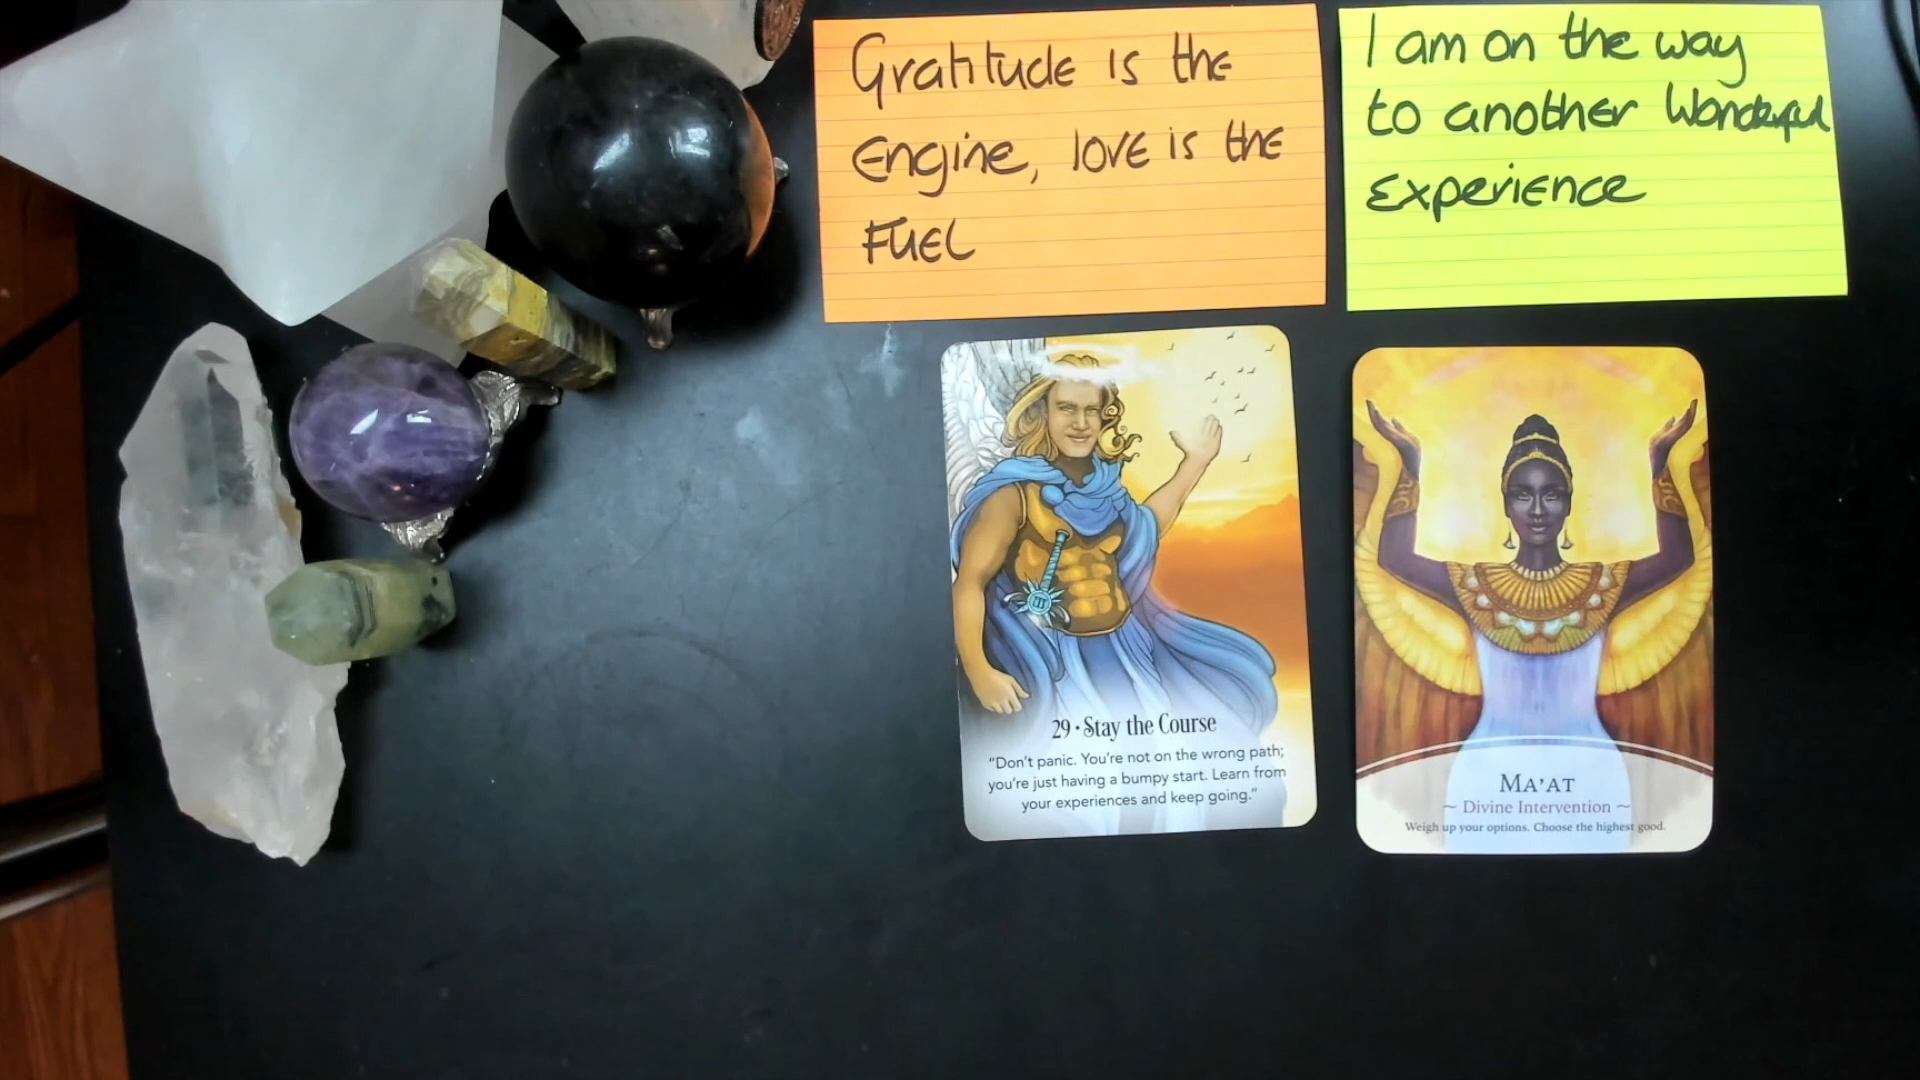 Gratitude is the
Engine, love is the
FUEL
I am on the way
to another Wonderful
Experience
29 · Stay the Course
"Don't panic. You're not on the wrong path;
you're just having a bumpy start. Learn from
your experiences and keep going."
MA'AT
~ Divine Intervention ~
Weigh up your options. Choose the highest good.